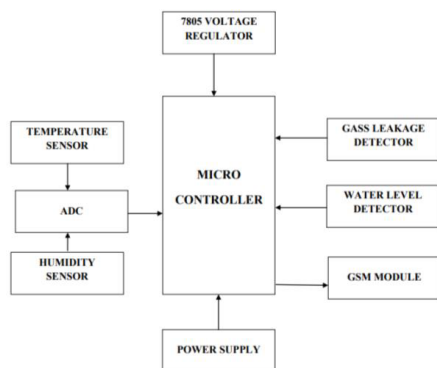 7805 VOLTAGE
REGULATOR
TEMPERATURE
SENSOR
ADC
HUMIDITY
SENSOR
MICRO
CONTROLLER
GASS LEAKAGE
DETECTOR
WATER LEVEL
DETECTOR
GSM MODULE
POWER SUPPLY